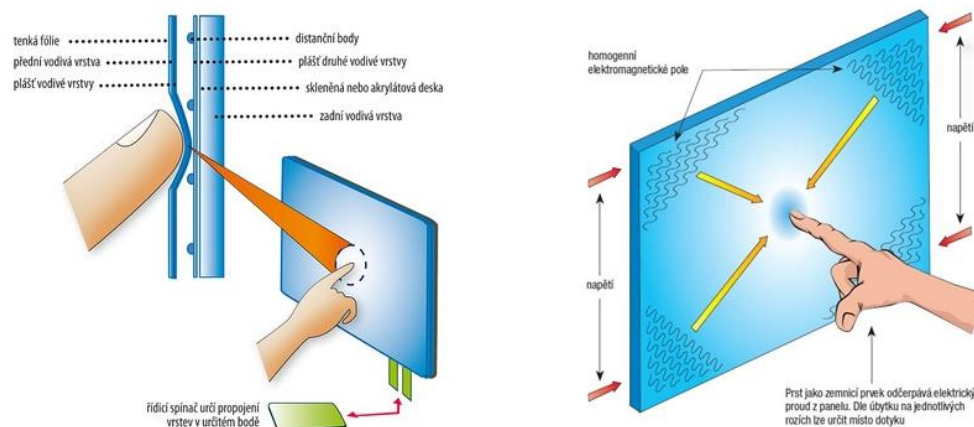 tenká fólie
přední vodivá vrstva
plášť vodivé vrstvy
distanční body
plášť druhé vodivé vrstvy
skleněná nebo akrylátová deska
zadní vodivá vrstva
řídicí spínač určí propojení
vrstev v určitém bodě
homogenní
elektromagnetické pole
napětí
napětí
Prst jako zemnicí prvek odčerpává elektrický
proud z panelu. Dle úbytku na jednotlivých
rozích lze určit místo dotyku